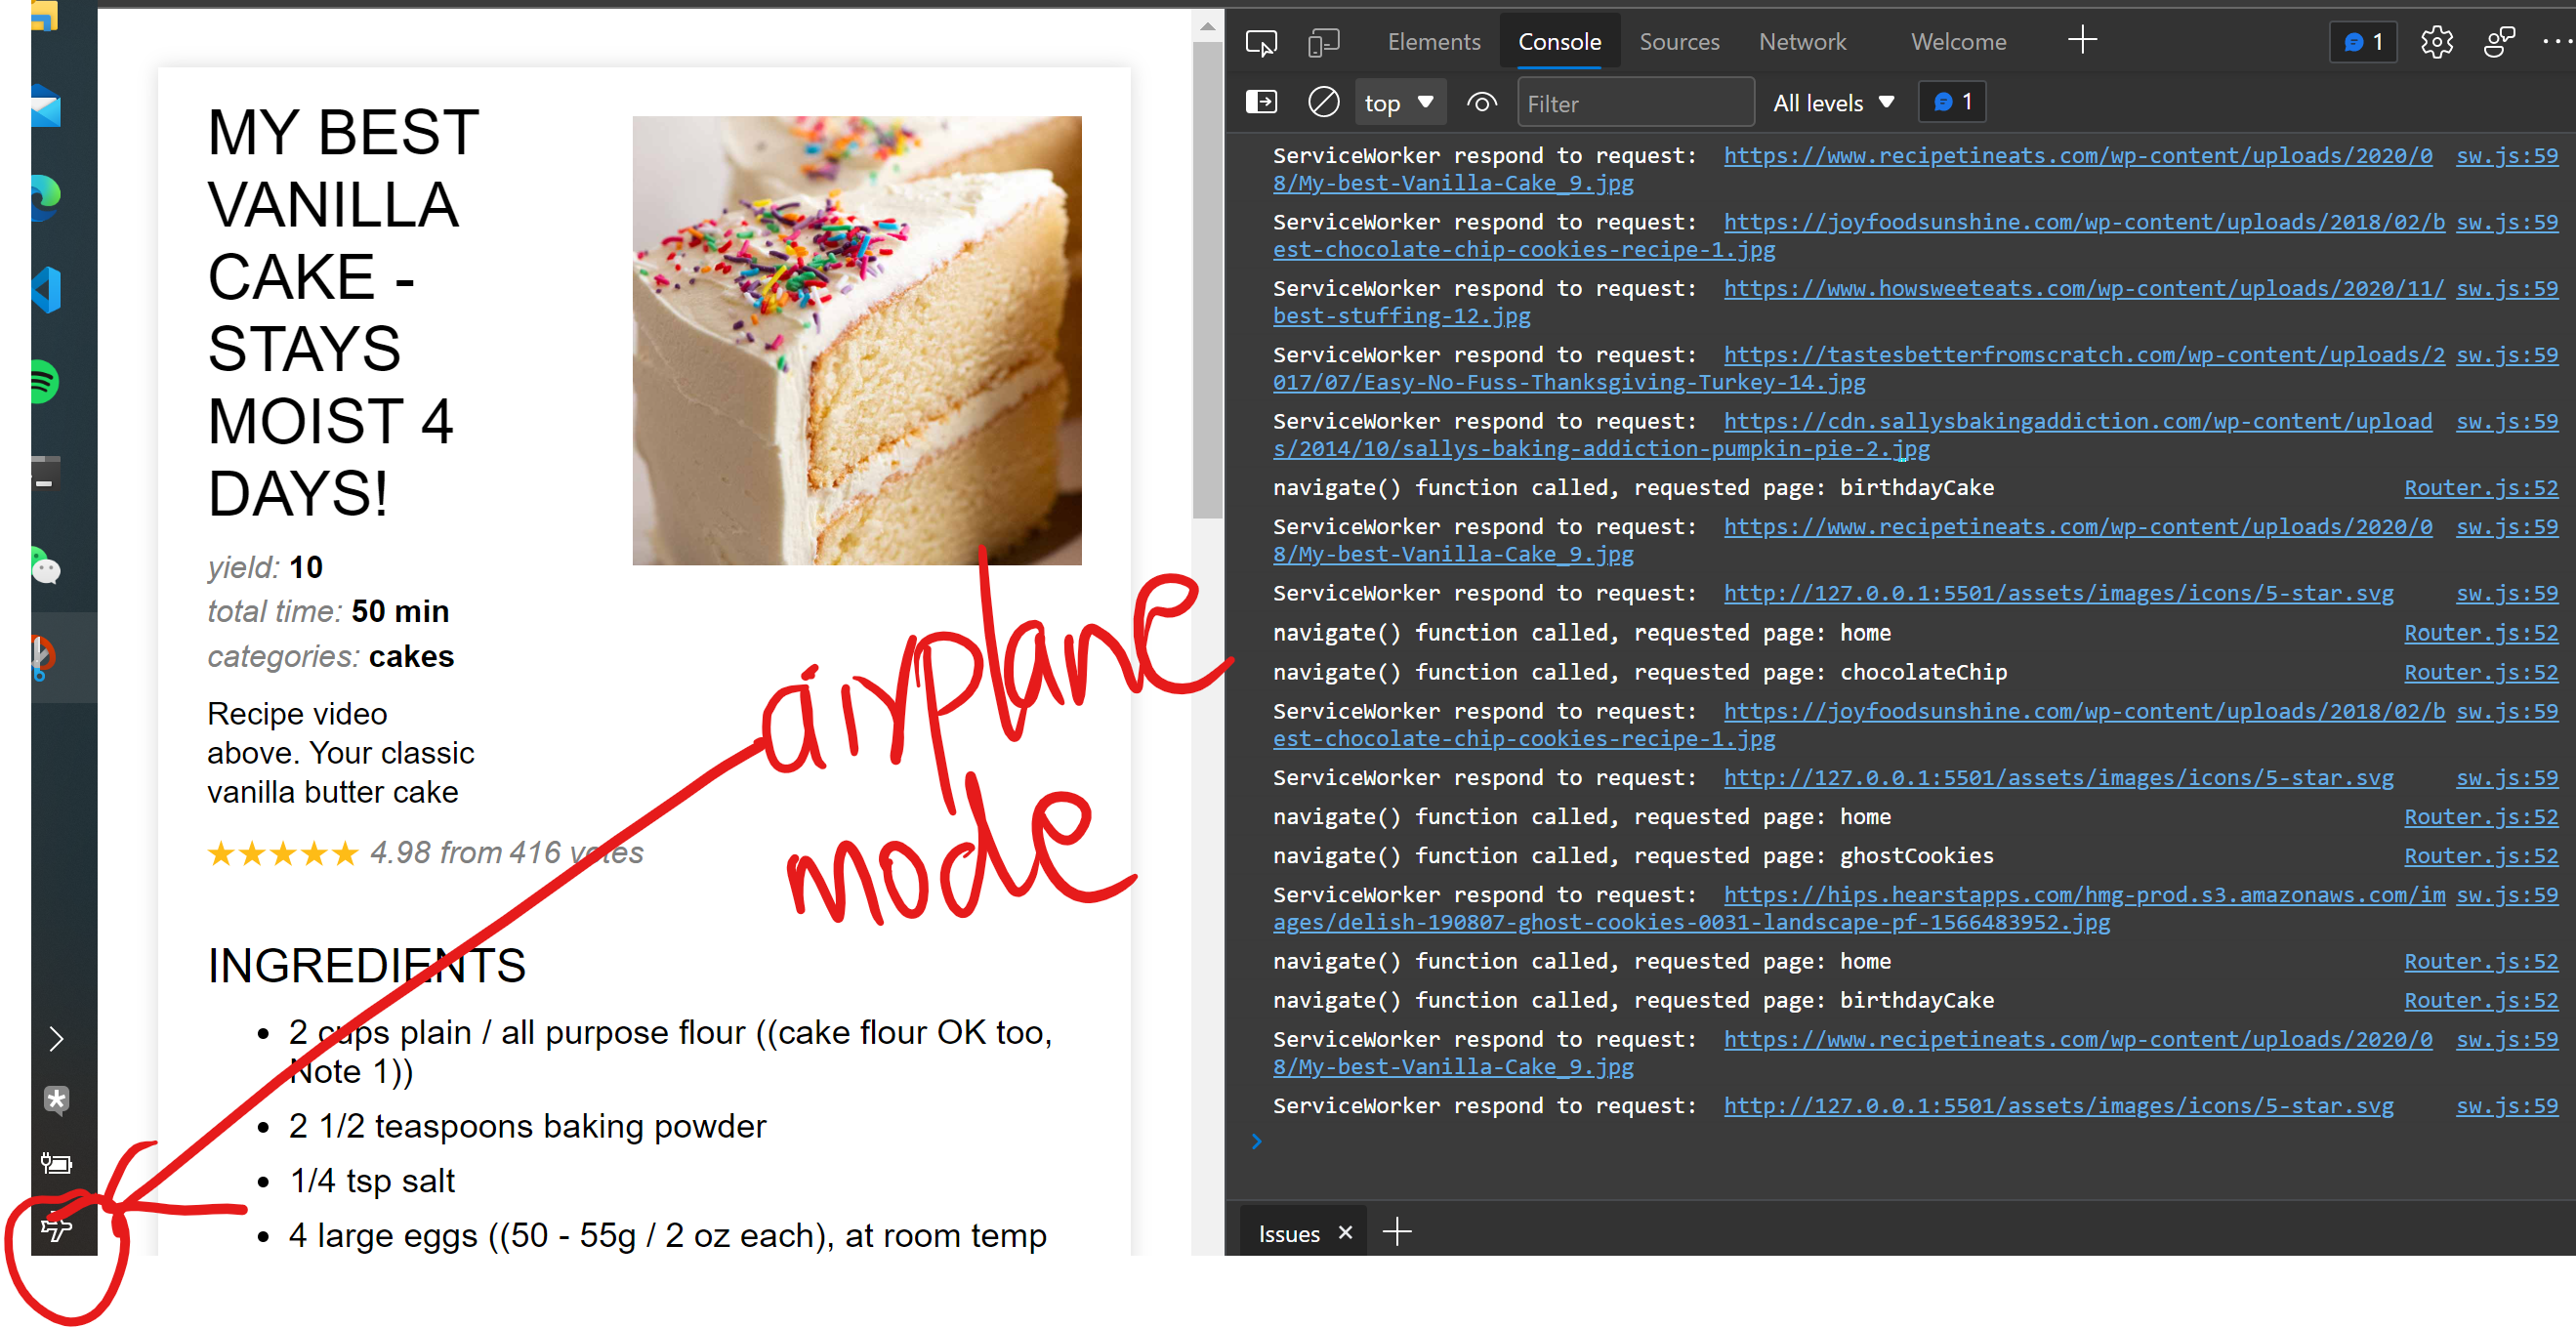 MY BEST
VANILLA
CAKE -
STAYS
MOIST 4
DAYS!
yield: 10
total time: 50 min
categories: cakes
Recipe video
above. Your classic
vanilla butter cake
4.98 from 416 votes
INGREDIENTS
• 2 cups plain / all purpose flour ((cake flour OK too,
Note 1))
• 2 1/2 teaspoons baking powder
• 1/4 tsp salt
• 4 large eggs ((50 - 55g / 2 oz each), at room temp
airplane
mode
Elements Console Sources Network Welcome 1
top Filter All levels 1
ServiceWorker respond to request: https://www.recipetineats.com/wp-content/uploads/2020/0 sw.js:59
8/My-best-Vanilla-Cake_9.jpg
ServiceWorker respond to request: https://joyfoodsunshine.com/wp-content/uploads/2018/02/b sw.js:59
est-chocolate-chip-cookies-recipe-1.jpg
ServiceWorker respond to request: https://www.howsweeteats.com/wp-content/uploads/2020/11/ sw.js:59
best-stuffing-12.jpg
ServiceWorker respond to request: https://tastesbetterfromscratch.com/wp-content/uploads/2 sw.js:59
017/07/Easy-No-Fuss-Thanksgiving-Turkey-14.jpg
ServiceWorker respond to request: https://cdn.sallysbakingaddiction.com/wp-content/upload sw.js:59
s/2014/10/sallys-baking-addiction-pumpkin-pie-2.jpg
navigate() function called, requested page: birthdayCake Router.js:52
ServiceWorker respond to request: https://www.recipetineats.com/wp-content/uploads/2020/0 sw.js:59
8/My-best-Vanilla-Cake_9.jpg
ServiceWorker respond to request: http://127.0.0.1:5501/assets/images/icons/5-star.svg sw.js:59
navigate() function called, requested page: home Router.js:52
navigate() function called, requested page: chocolateChip Router.js:52
ServiceWorker respond to request: https://joyfoodsunshine.com/wp-content/uploads/2018/02/b sw.js:59
est-chocolate-chip-cookies-recipe-1.jpg
ServiceWorker respond to request: http://127.0.0.1:5501/assets/images/icons/5-star.svg sw.js:59
navigate() function called, requested page: home Router.js:52
navigate() function called, requested page: ghostCookies Router.js:52
ServiceWorker respond to request: https://hips.hearstapps.com/hmg-prod.s3.amazonaws.com/im sw.js:59
ages/delish-190807-ghost-cookies-0031-landscape-pf-1566483952.jpg
navigate() function called, requested page: home Router.js:52
navigate() function called, requested page: birthdayCake Router.js:52
ServiceWorker respond to request: https://www.recipetineats.com/wp-content/uploads/2020/0 sw.js:59
8/My-best-Vanilla-Cake_9.jpg
ServiceWorker respond to request: http://127.0.0.1:5501/assets/images/icons/5-star.svg sw.js:59
Issues